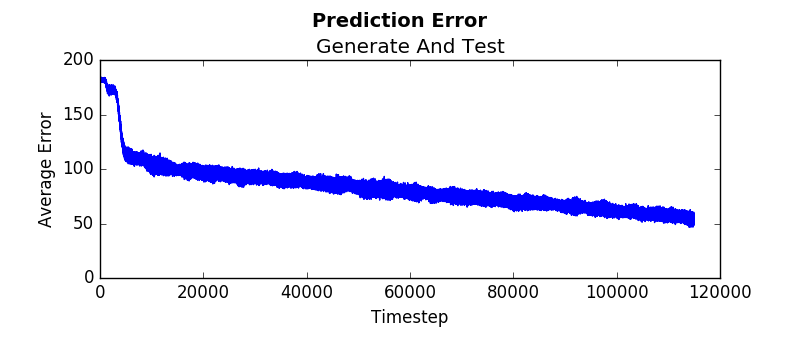 Prediction Error
Generate And Test
200
150
100
50
0
Average Error
0 20000 40000 60000 80000 100000 120000
Timestep